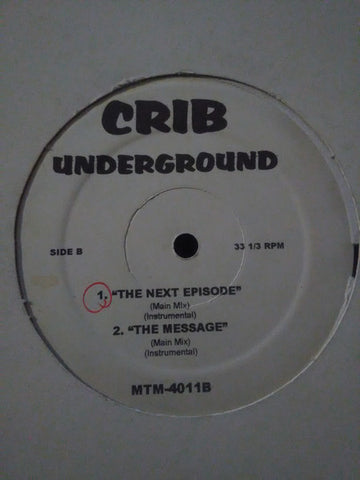 CRIB
UNDERGROUND
SIDE B
33 1/3 RPM
1. "THE NEXT EPISODE"
(Main Mix)
(Instrumental)
2. "THE MESSAGE"
(Main Mix)
(Instrumental)
MTM-4011B